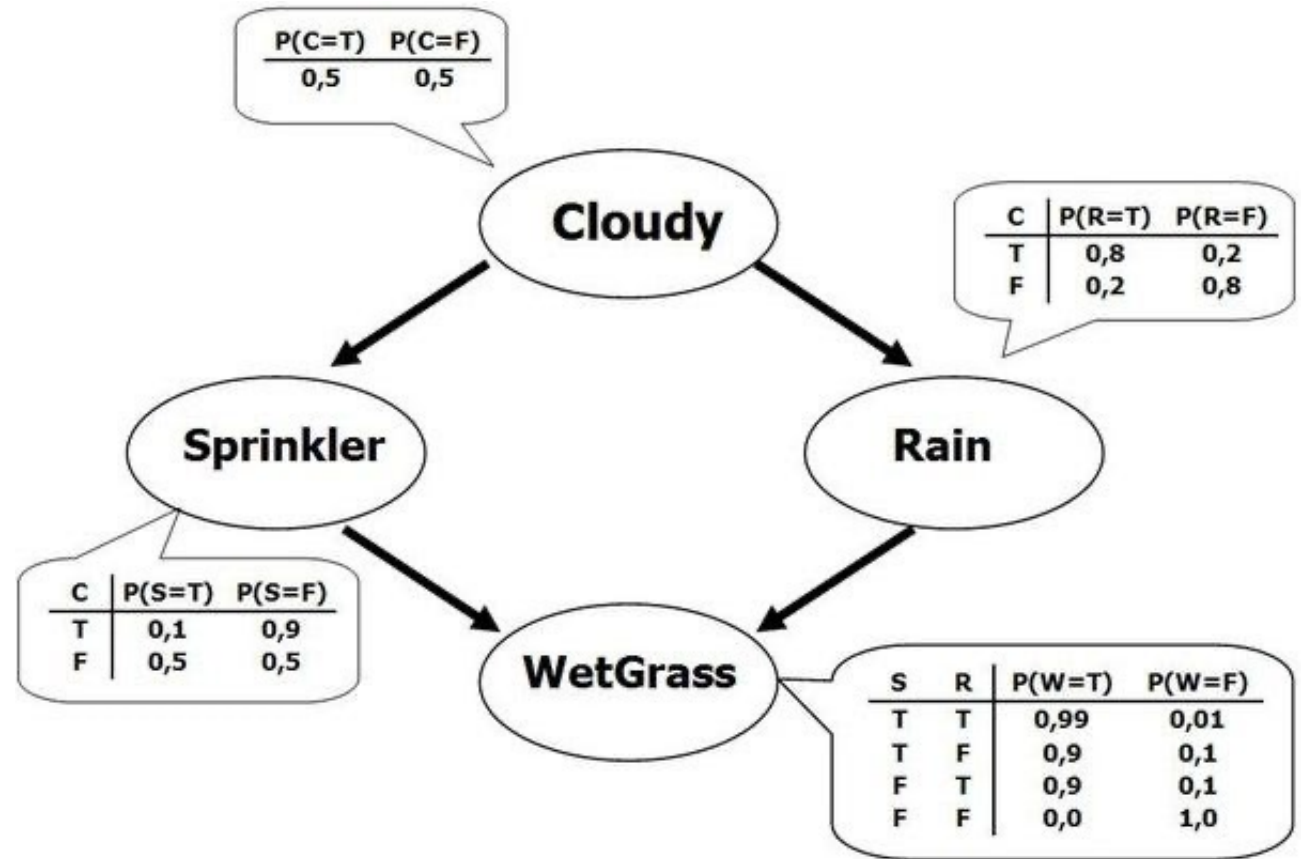 P(C=T) P(C=F)
0,5 0,5
Cloudy
C P(R=T) P(R=F)
T 0,8 0,2
F 0,2 0,8
Sprinkler
Rain
C P(S=T) P(S=F)
T 0,1 0,9
F 0,5 0,5
WetGrass
S R P(W=T) P(W=F)
T T 0,99 0,01
T F 0,9 0,1
F T 0,9 0,1
F F 0,0 1,0